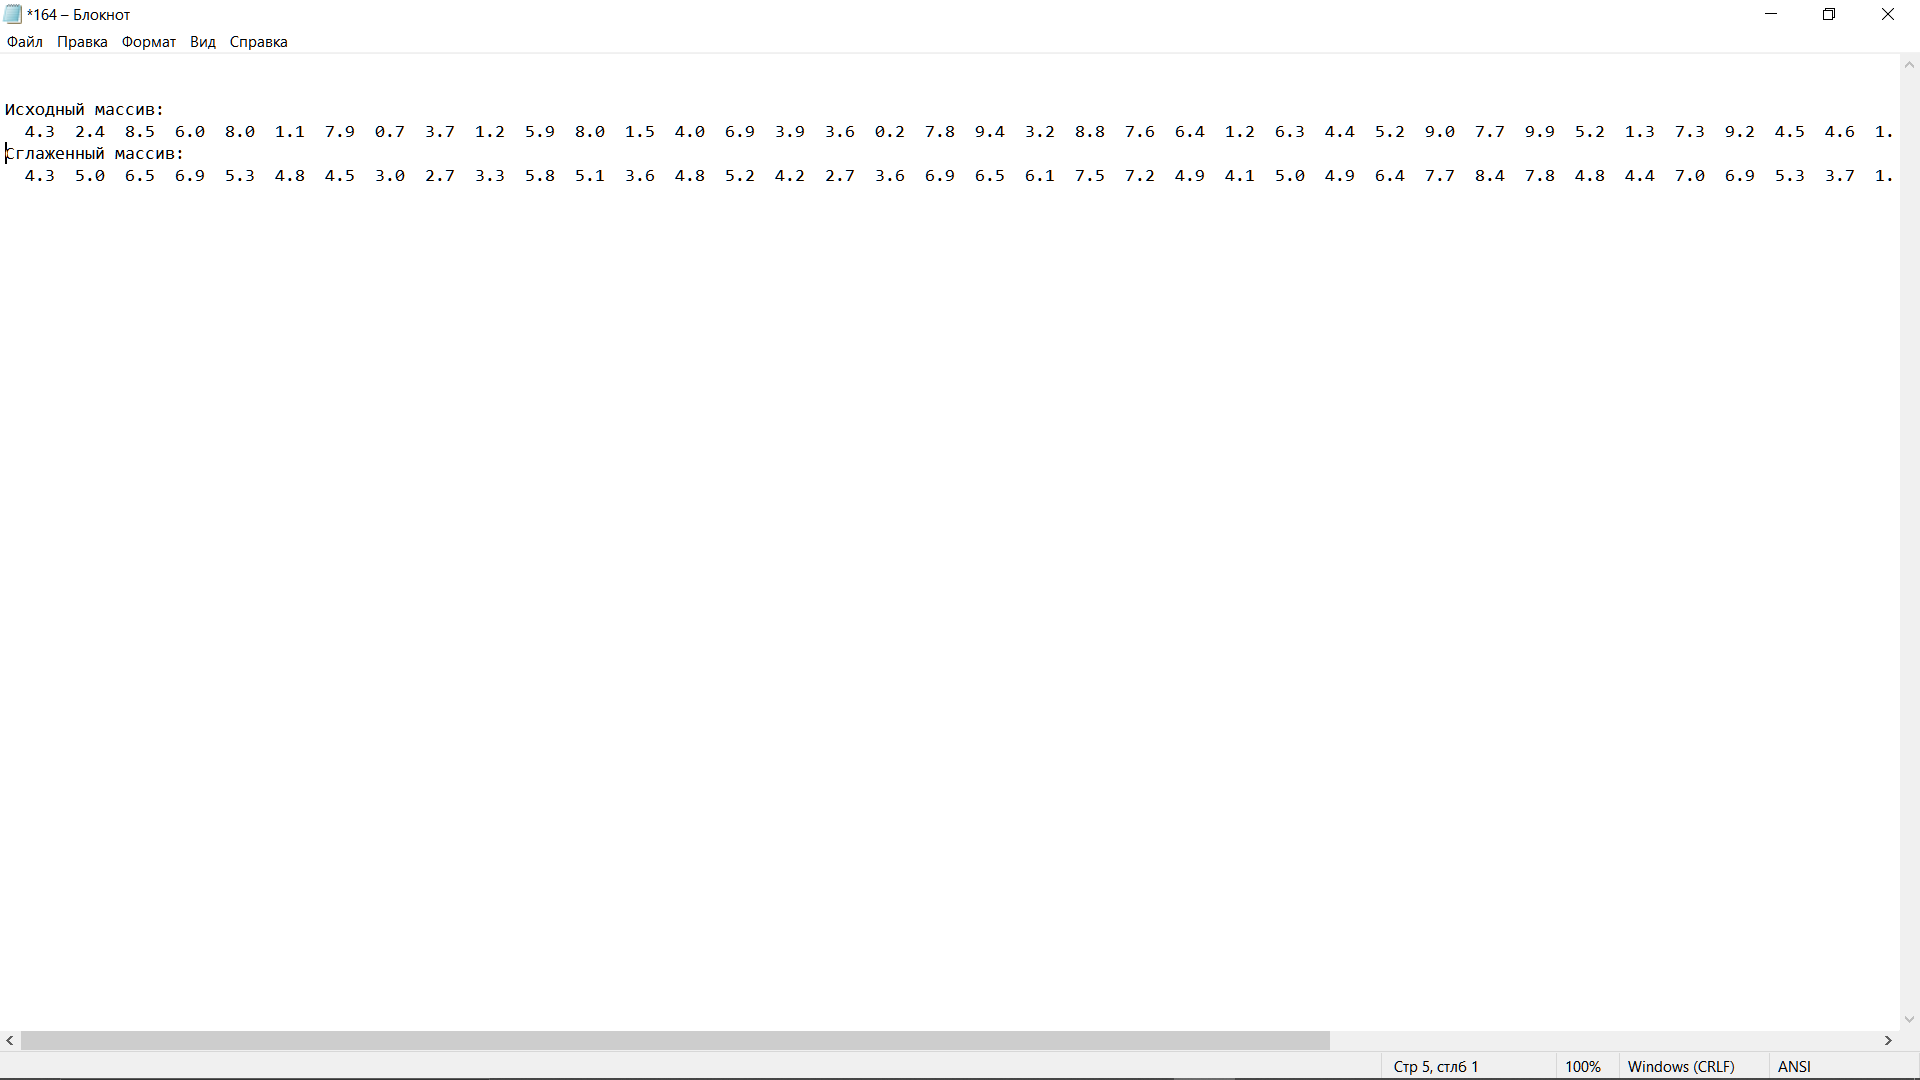 *164 – Блокнот
Файл Правка Формат Вид Справка
Исходный массив:
4.3 2.4 8.5 6.0 8.0 1.1 7.9 0.7 3.7 1.2 5.9 8.0 1.5 4.0 6.9 3.9 3.6 0.2 7.8 9.4 3.2 8.8 7.6 6.4 1.2 6.3 4.4 5.2 9.0 7.7 9.9 5.2 1.3 7.3 9.2 4.5 4.6 1.
Сглаженный массив:
4.3 5.0 6.5 6.9 5.3 4.8 4.5 3.0 2.7 3.3 5.8 5.1 3.6 4.8 5.2 4.2 2.7 3.6 6.9 6.5 6.1 7.5 7.2 4.9 4.1 5.0 4.9 6.4 7.7 8.4 7.8 4.8 4.4 7.0 6.9 5.3 3.7 1.
Стр 5, стлб 1 100% Windows (CRLF) ANSI